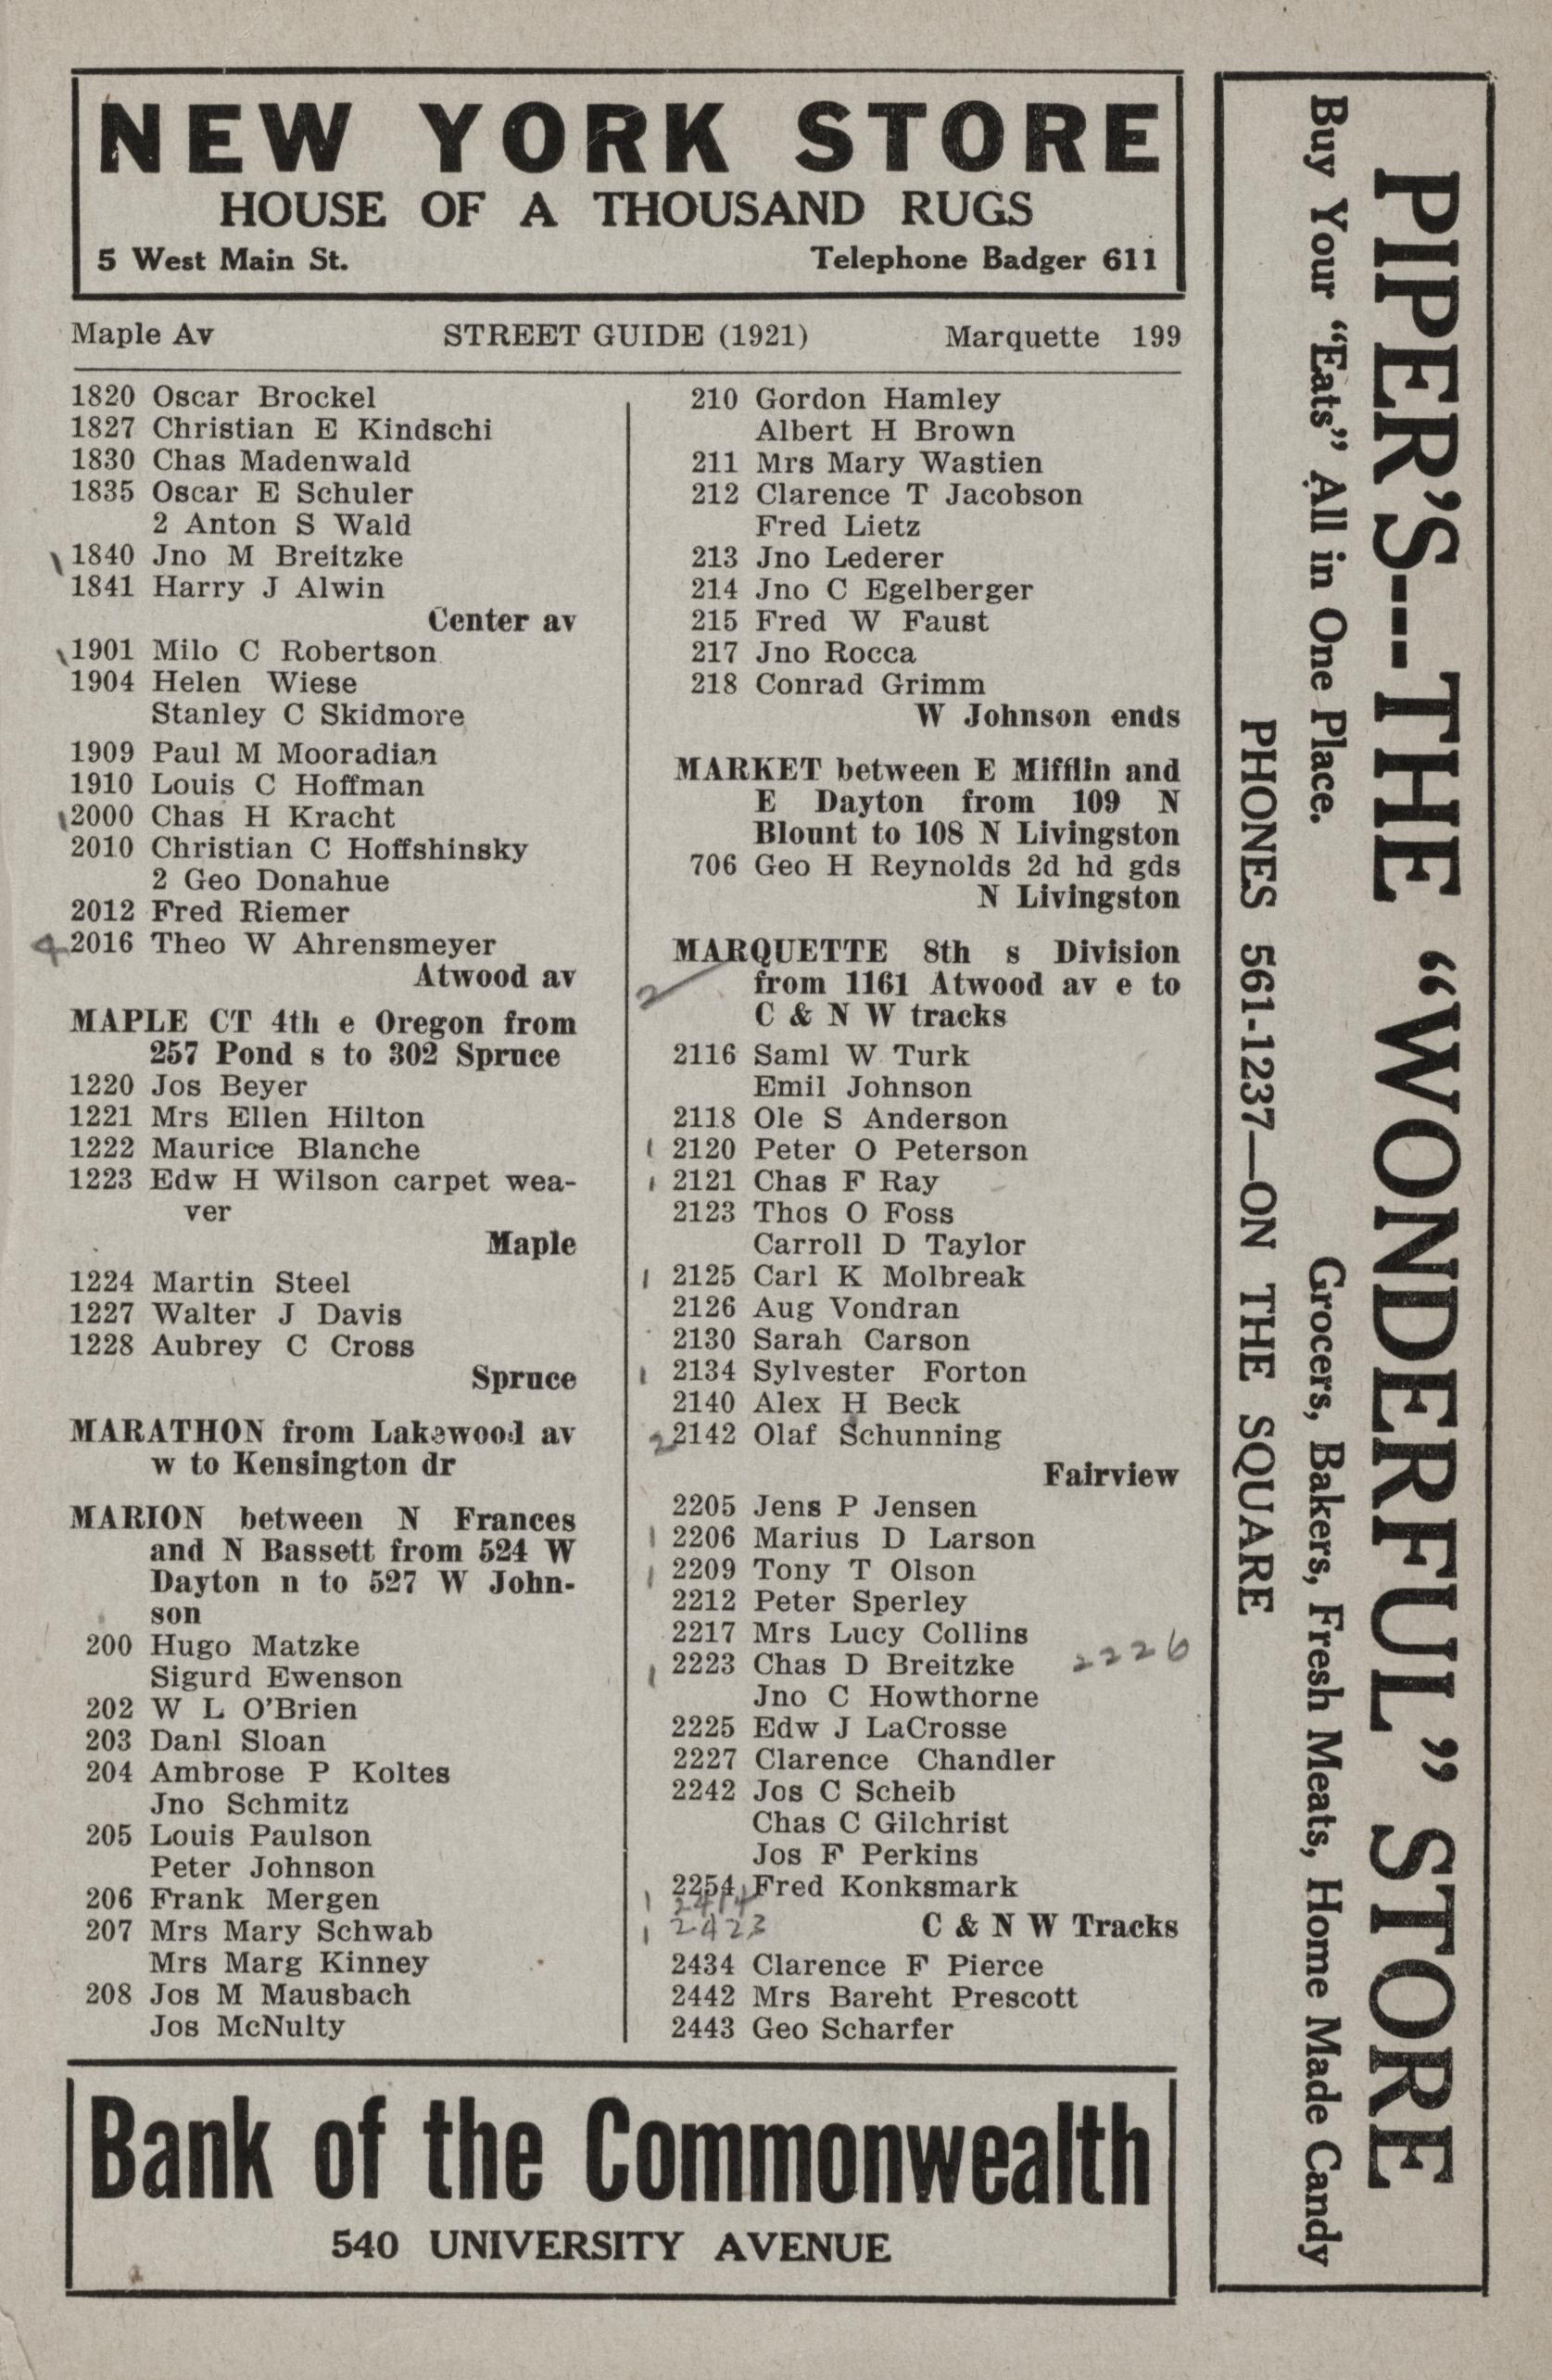 NEW YORK STORE
HOUSE OF A THOUSAND RUGS
5 West Main St. Telephone Badger 611
Maple Av STREET GUIDE (1921) Marquette 199
1820 Oscar Brockel
1827 Christian E Kindschi
1830 Chas Madenwald
1835 Oscar E Schuler
2 Anton S Wald
1840 Jno M Breitzke
1841 Harry J Alwin
Center av
1901 Milo C Robertson
1904 Helen Wiese
Stanley C Skidmore
1909 Paul M Mooradian
1910 Louis C Hoffman
2000 Chas H Kracht
2010 Christian C Hoffshinsky
2 Geo Donahue
2012 Fred Riemer
4 2016 Theo W Ahrensmeyer
Atwood av
MAPLE CT 4th e Oregon from
257 Pond s to 302 Spruce
1220 Jos Beyer
1221 Mrs Ellen Hilton
1222 Maurice Blanche
1223 Edw H Wilson carpet wea-
ver
Maple
1224 Martin Steel
1227 Walter J Davis
1228 Aubrey C Cross
Spruce
MARATHON from Lakewood av
w to Kensington dr
MARION between N Frances
and N Bassett from 524 W
Dayton n to 527 W John-
son
200 Hugo Matzke
Sigurd Ewenson
202 W L O'Brien
203 Danl Sloan
204 Ambrose P Koltes
Jno Schmitz
205 Louis Paulson
Peter Johnson
206 Frank Mergen
207 Mrs Mary Schwab
Mrs Marg Kinney
208 Jos M Mausbach
Jos McNulty
210 Gordon Hamley
Albert H Brown
211 Mrs Mary Wastien
212 Clarence T Jacobson
Fred Lietz
213 Jno Lederer
214 Jno C Egelberger
215 Fred W Faust
217 Jno Rocca
218 Conrad Grimm
W Johnson ends
MARKET between E Mifflin and
E Dayton from 109 N
Blount to 108 N Livingston
706 Geo H Reynolds 2d hd gds
N Livingston
MARQUETTE 8th s Division
2 from 1161 Atwood av e to
C & N W tracks
2116 Saml W Turk
Emil Johnson
2118 Ole S Anderson
2120 Peter O Peterson
2121 Chas F Ray
2123 Thos O Foss
Carroll D Taylor
2125 Carl K Molbreak
2126 Aug Vondran
2130 Sarah Carson
2134 Sylvester Forton
2140 Alex H Beck
2 2142 Olaf Schunning
Fairview
2205 Jens P Jensen
2206 Marius D Larson
2209 Tony T Olson
2212 Peter Sperley
2217 Mrs Lucy Collins
2223 Chas D Breitzke 2226
Jno C Howthorne
2225 Edw J LaCrosse
2227 Clarence Chandler
2242 Jos C Scheib
Chas C Gilchrist
Jos F Perkins
2254 Fred Konksmark
2414
2423 C & N W Tracks
2434 Clarence F Pierce
2442 Mrs Bareht Prescott
2443 Geo Scharfer
Bank of the Commonwealth
540 UNIVERSITY AVENUE
PIPER'S--THE "WONDERFUL" STORE
Buy Your "Eats" All in One Place. Grocers, Bakers, Fresh Meats, Home Made Candy
PHONES 561-1237—ON THE SQUARE